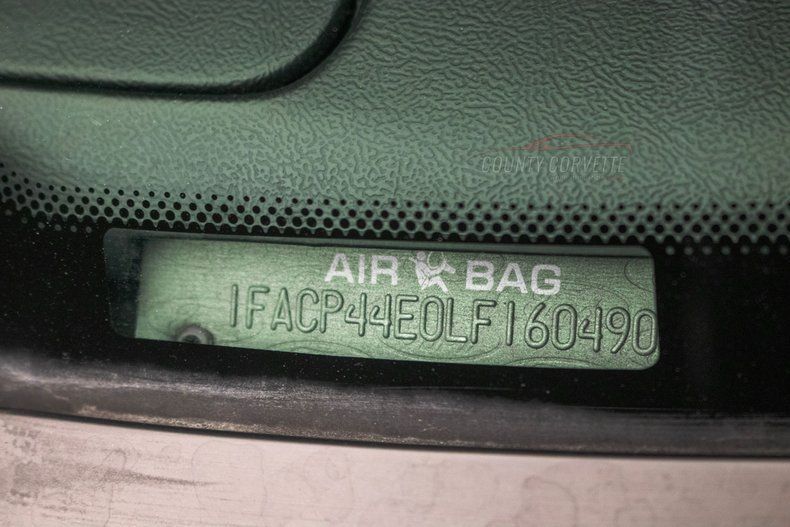 COUNTY CORVETTE
AIR BAG
1FACP44E0LF160490